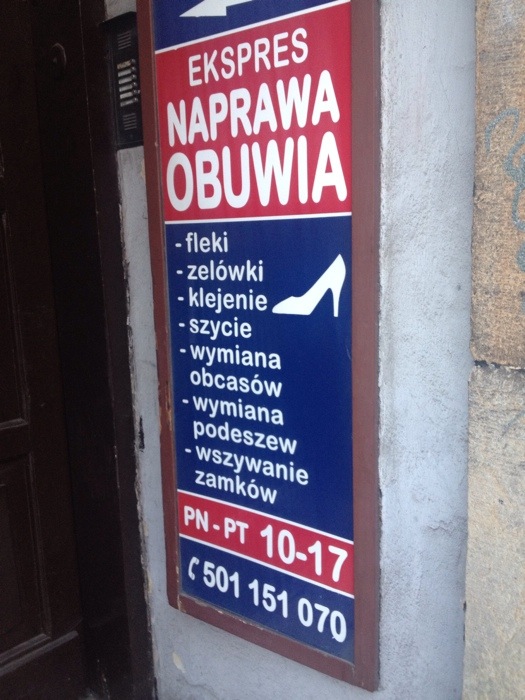 EKSPRES
NAPRAWA
OBUWIA
- fleki
- zelówki
- klejenie
- szycie
- wymiana
obcasów
- wymiana
podeszew
- wszywanie
zamków
PN - PT 10-17
501 151 070